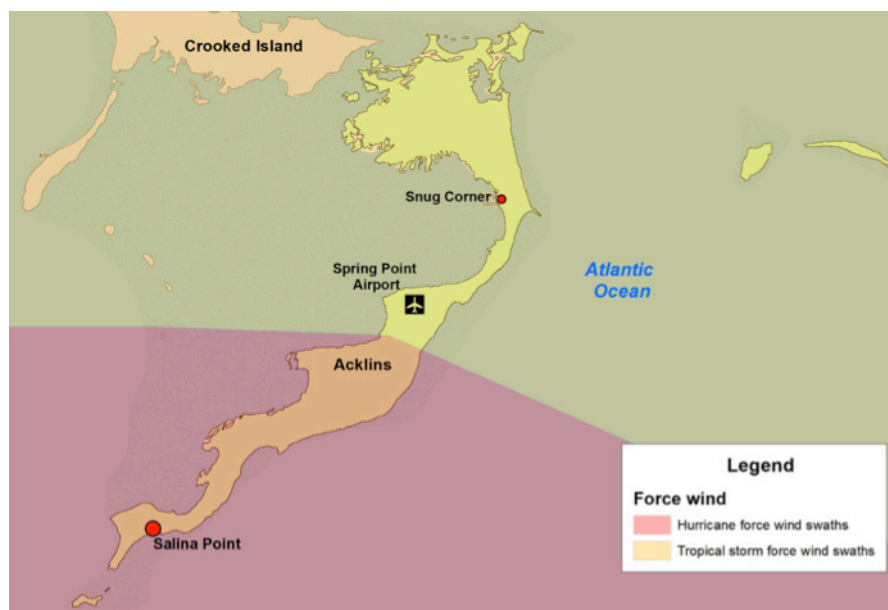 Crooked Island
Snug Corner
Spring Point
Airport
Atlantic
Ocean
Acklins
Salina Point
Legend
Force wind
Hurricane force wind swaths
Tropical storm force wind swaths